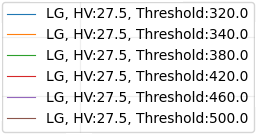 LG, HV:27.5, Threshold:320.0
LG, HV:27.5, Threshold:340.0
LG, HV:27.5, Threshold:380.0
LG, HV:27.5, Threshold:420.0
LG, HV:27.5, Threshold:460.0
LG, HV:27.5, Threshold:500.0